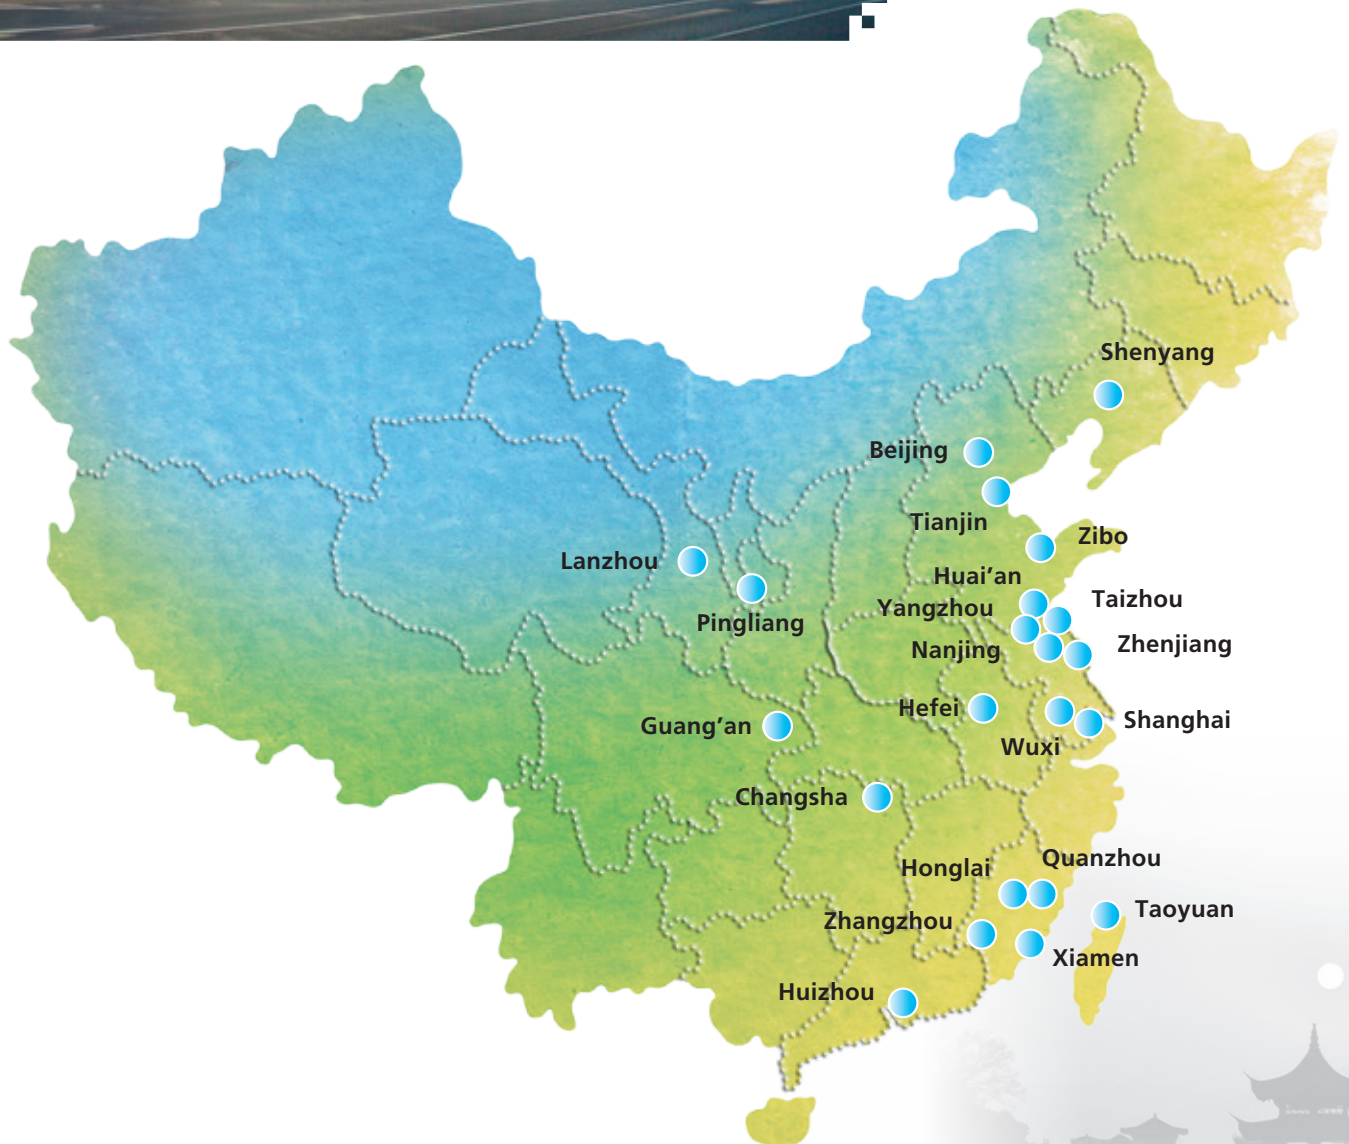 Shenyang
Beijing
Tianjin
Zibo
Lanzhou
Huai’an
Taizhou
Yangzhou
Pingliang
Zhenjiang
Nanjing
Hefei
Shanghai
Guang’an
Wuxi
Changsha
Quanzhou
Honglai
Taoyuan
Zhangzhou
Xiamen
Huizhou